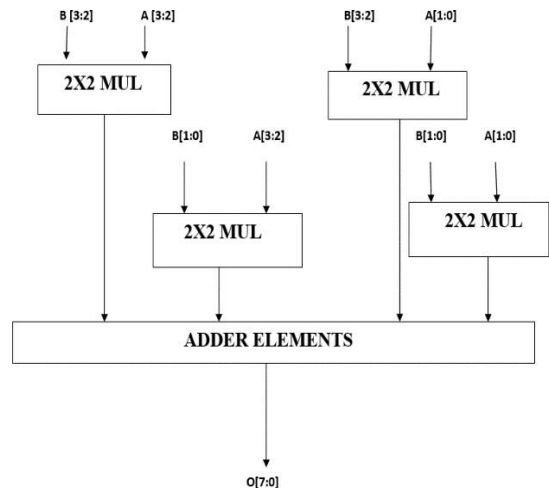 B [3:2] A [3:2] B[3:2] A[1:0]
2X2 MUL 2X2 MUL
B[1:0] A[3:2] B[1:0] A[1:0]
2X2 MUL 2X2 MUL
ADDER ELEMENTS
O[7:0]